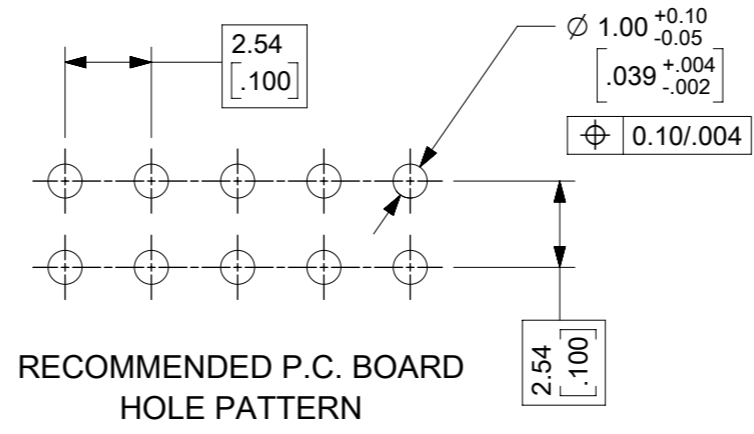 2.54
[.100]
⌀ 1.00 +0.10 -0.05
[.039 +.004 -.002]
⌖ 0.10/.004
2.54
[.100]
RECOMMENDED P.C. BOARD
HOLE PATTERN